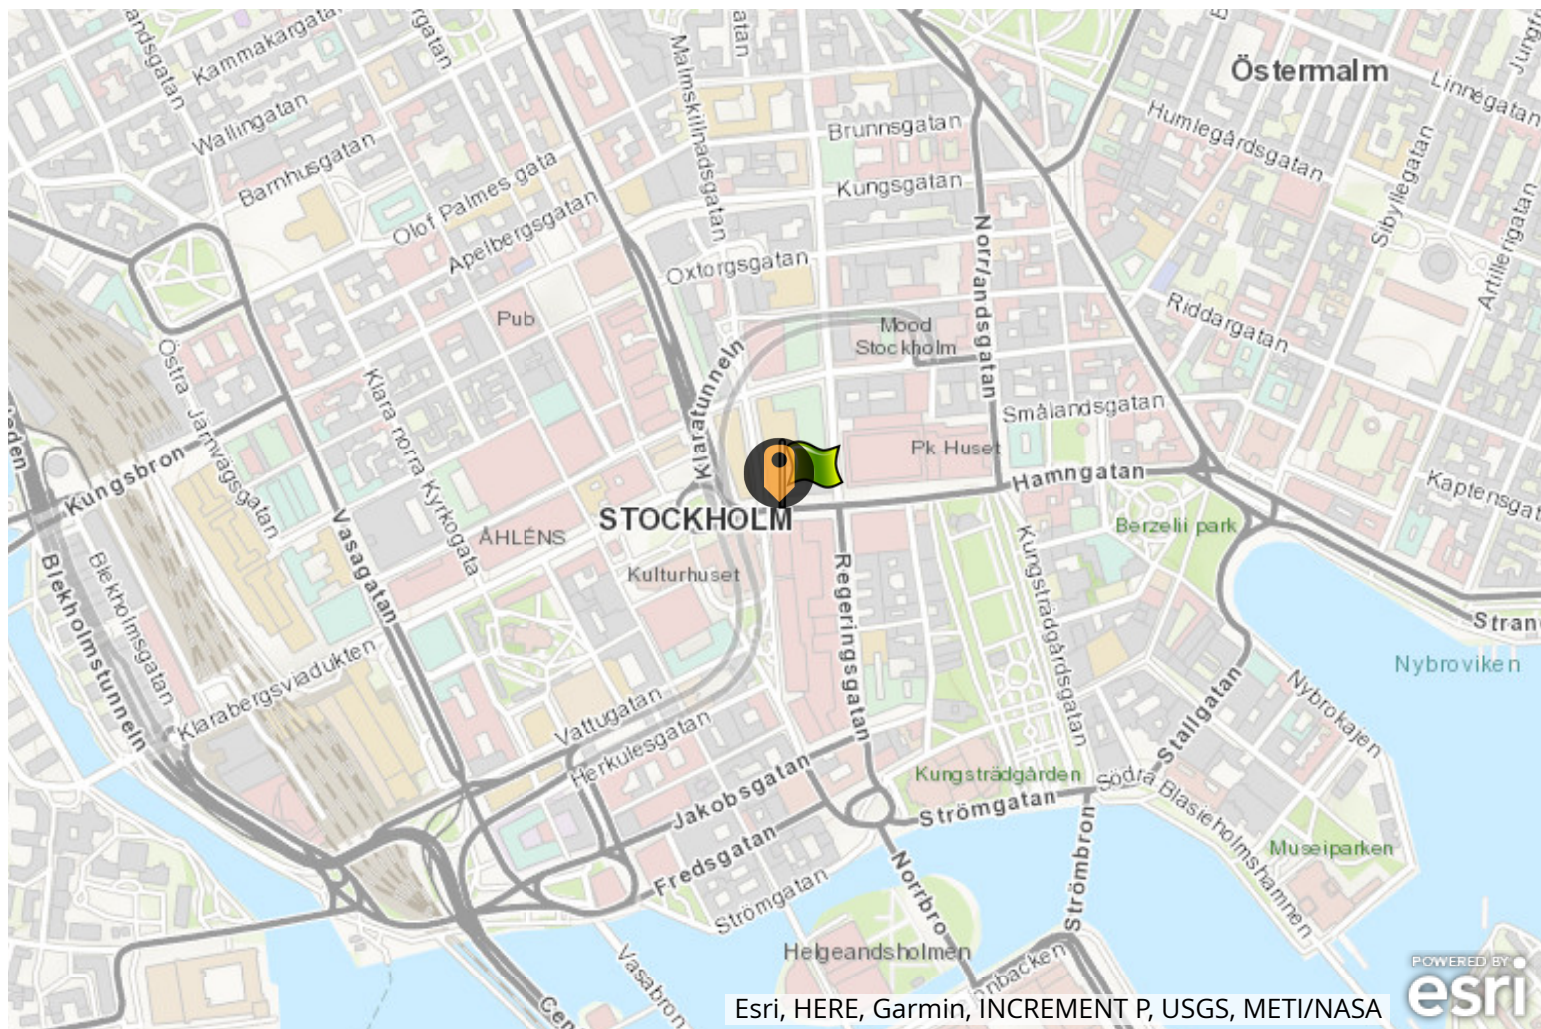 Kammakargatan
Wallingatan
Barnhusgatan
Olof Palmes gata
Apelbergsgatan
Malmskillnadsgatan
Brunnsgatan
Kungsgatan
Oxtorgsgatan
Norrlandsgatan
Östermalm
Linnégatan
Humlegårdsgatan
Sibyllegatan
Artillerigatan
Riddargatan
Pub
Mood
Stockholm
Klaratunneln
Smålandsgatan
Pk Huset
Hamngatan
Östra Järnvägsgatan
Klara norra Kyrkogata
Kungsbron
Vasagatan
ÅHLÉNS
STOCKHOLM
Kulturhuset
Regeringsgatan
Kungsträdgårdsgatan
Berzelii park
Kaptensgat
Stran
Nybroviken
Blekholmstunneln
Blekholmsgatan
Klarabergsviadukten
Vattugatan
Herkulesgatan
Jakobsgatan
Fredsgatan
Strömgatan
Kungsträdgården
Strömgatan
Stallgatan
Nybrokajen
Södra Blasieholmshamnen
Museiparken
Strömbron
Norrbro
Helgeandsholmen
Vasabron
Cen
POWERED BY
esri
Esri, HERE, Garmin, INCREMENT P, USGS, METI/NASA